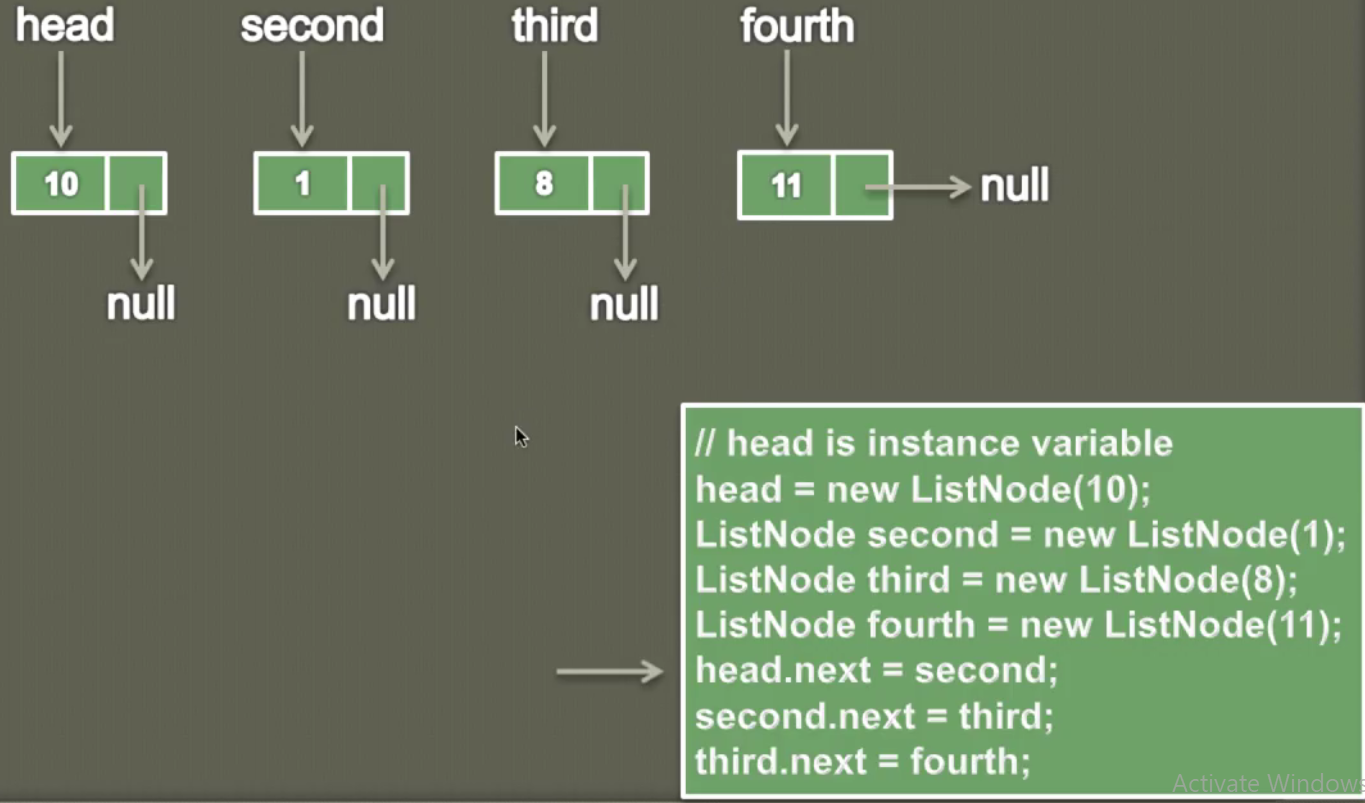 head second third fourth
10 1 8 11 null
null null null
// head is instance variable
head = new ListNode(10);
ListNode second = new ListNode(1);
ListNode third = new ListNode(8);
ListNode fourth = new ListNode(11);
head.next = second;
second.next = third;
third.next = fourth;
Activate Windows